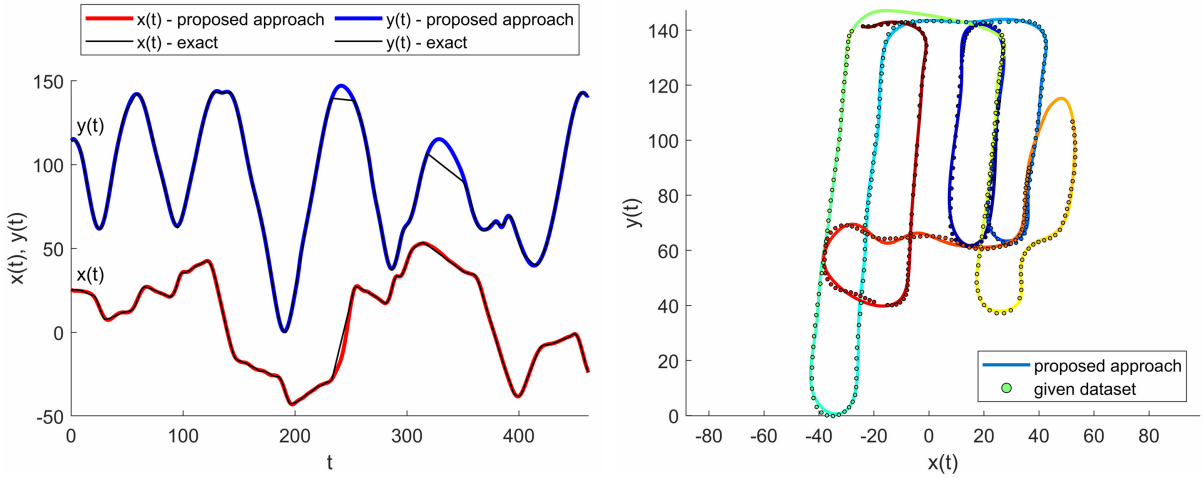 x(t) - proposed approach
y(t) - proposed approach
x(t) - exact
y(t) - exact
150
100
50
0
-50
y(t)
x(t)
x(t), y(t)
0
100
200
300
400
t
140
120
100
80
60
40
20
0
y(t)
proposed approach
given dataset
-80
-60
-40
-20
0
20
40
60
80
x(t)